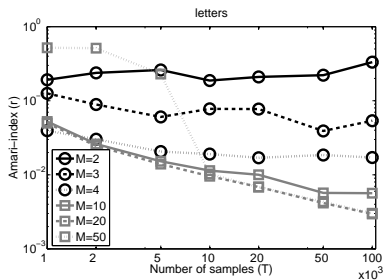 letters
10^0
10^{-1}
10^{-2}
10^{-3}
Amari−index (r)
M=2
M=3
M=4
M=10
M=20
M=50
1 2 5 10 20 50 100
Number of samples (T) x 10^3